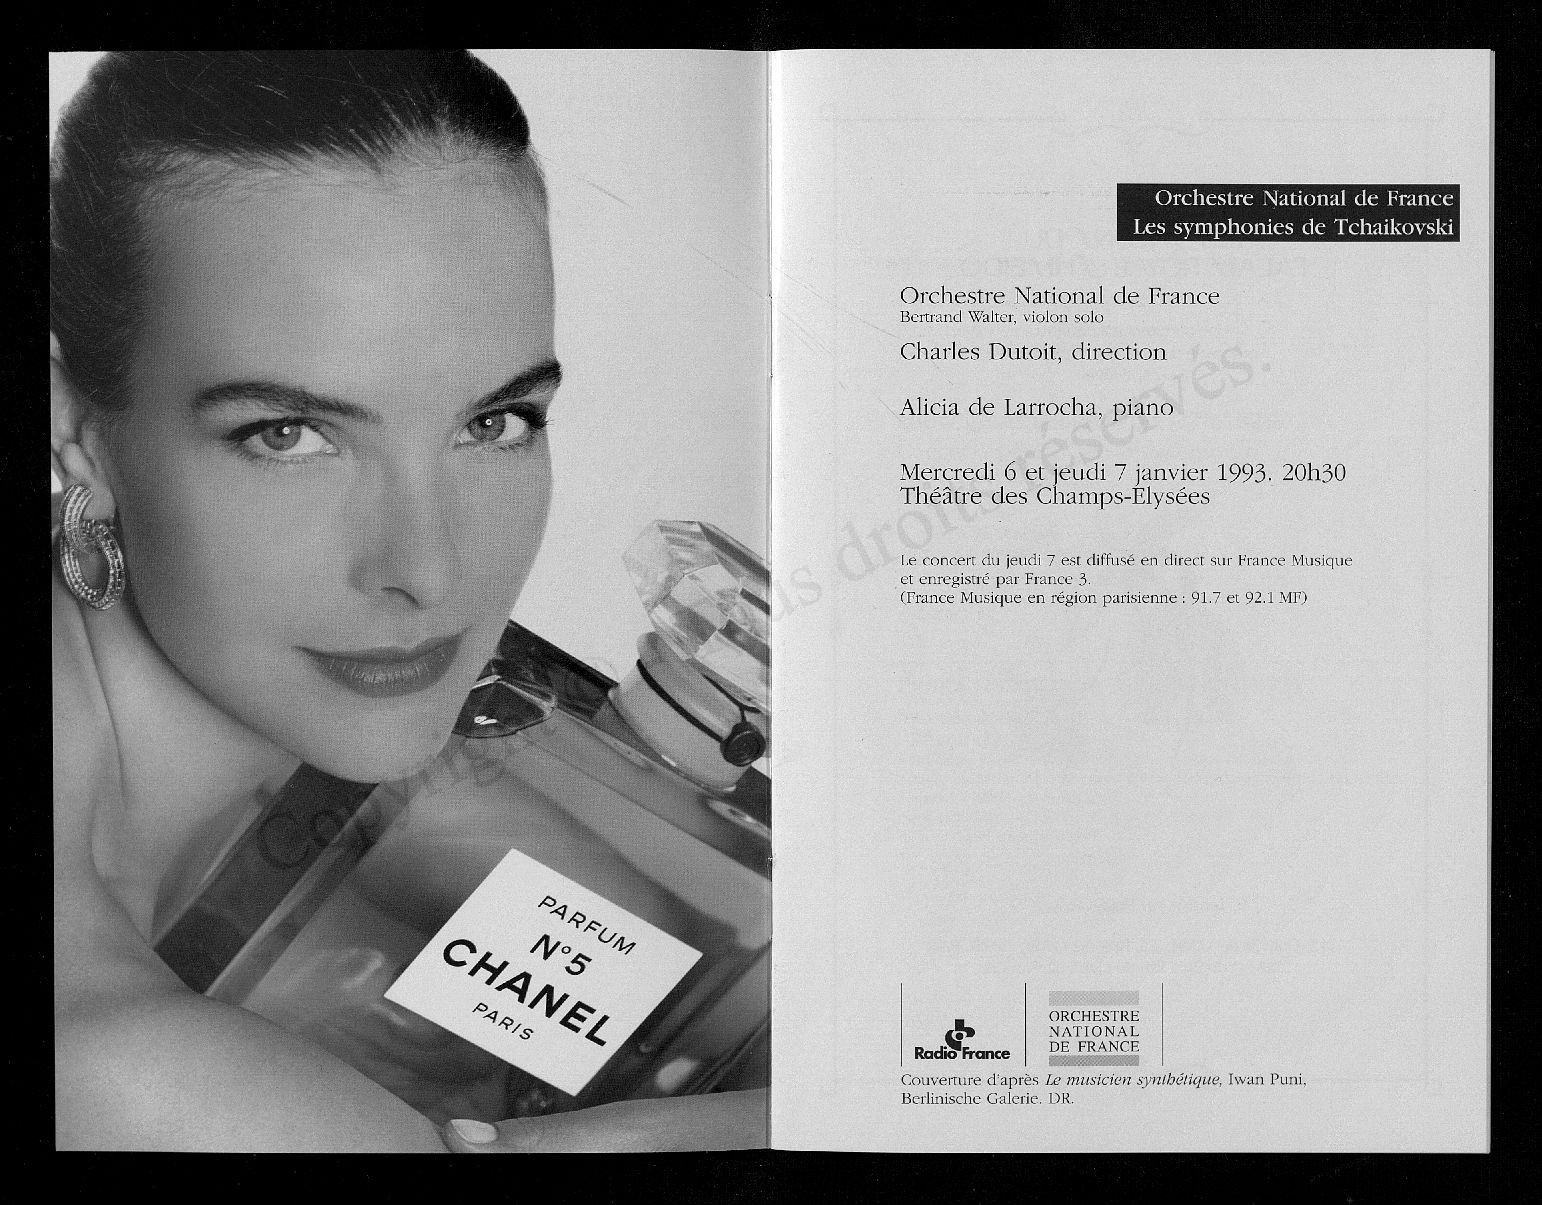 PARFUM
N°5
CHANEL
PARIS
Copyright
us droits réservés.
Orchestre National de France
Les symphonies de Tchaikovski
Orchestre National de France
Bertrand Walter, violon solo
Charles Dutoit, direction
Alicia de Larrocha, piano
Mercredi 6 et jeudi 7 janvier 1993. 20h30
Théâtre des Champs-Elysées
Le concert du jeudi 7 est diffusé en direct sur France Musique
et enregistré par France 3.
(France Musique en région parisienne : 91.7 et 92.1 MF)
Radio France
ORCHESTRE
NATIONAL
DE FRANCE
Couverture d'après Le musicien synthétique, Iwan Puni,
Berlinische Galerie. DR.